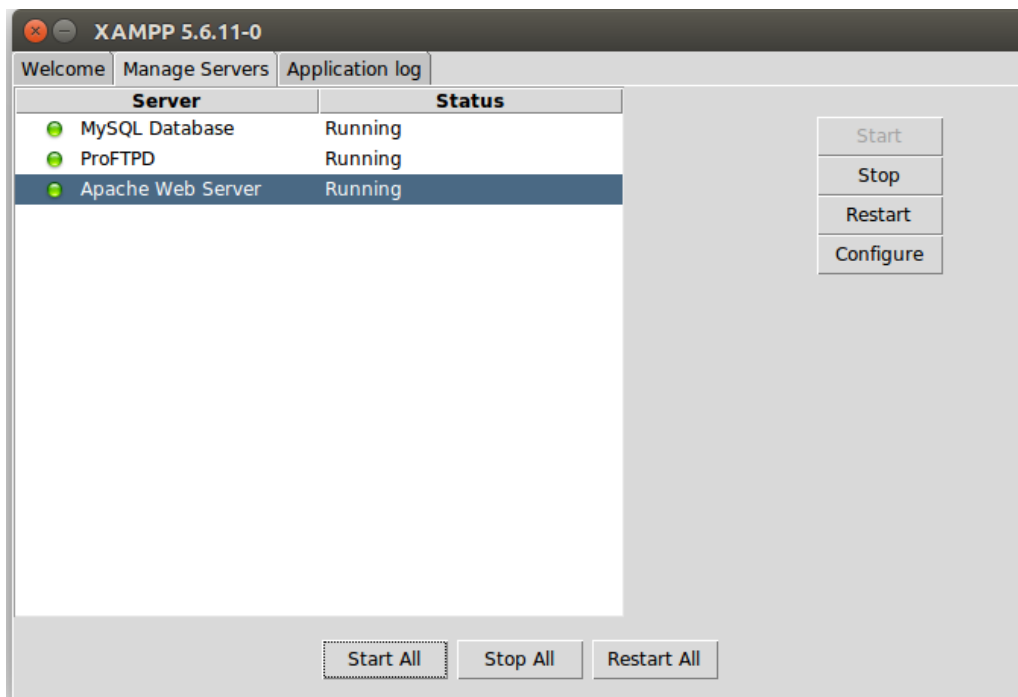 XAMPP 5.6.11-0
Welcome Manage Servers Application log
Server Status
MySQL Database Running
ProFTPD Running
Apache Web Server Running
Start
Stop
Restart
Configure
Start All Stop All Restart All